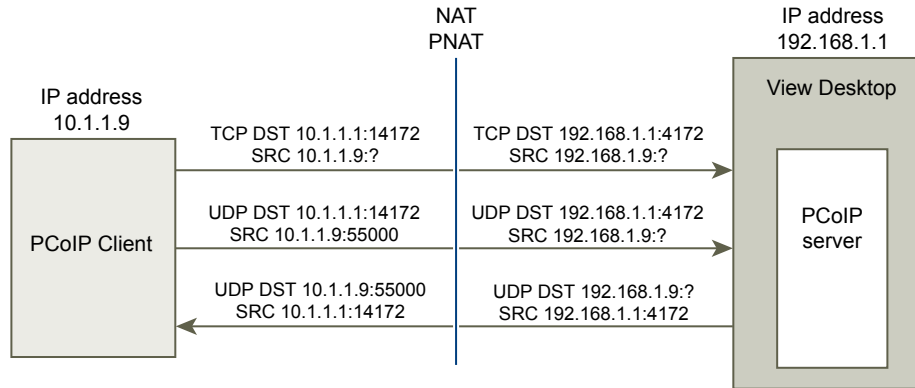 NAT
PNAT
IP address
192.168.1.1
View Desktop
IP address
10.1.1.9
TCP DST 10.1.1.1:14172
SRC 10.1.1.9:?
TCP DST 192.168.1.1:4172
SRC 192.168.1.9:?
PCoIP Client
UDP DST 10.1.1.1:14172
SRC 10.1.1.9:55000
UDP DST 192.168.1.1:4172
SRC 192.168.1.9:?
PCoIP
server
UDP DST 10.1.1.9:55000
SRC 10.1.1.1:14172
UDP DST 192.168.1.9:?
SRC 192.168.1.1:4172